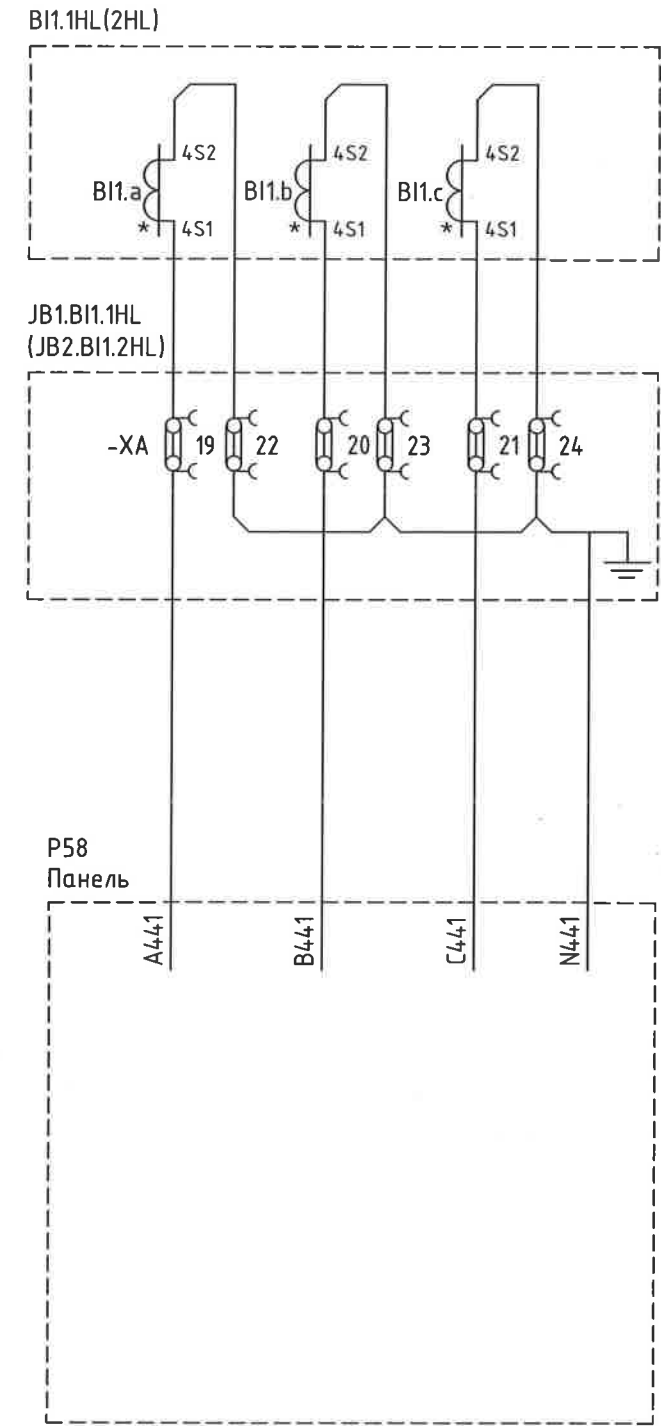 BI1.1HL(2HL)
4S2 4S2 4S2
BI1.a BI1.b BI1.c
* 4S1 * 4S1 * 4S1
JB1.BI1.1HL
(JB2.BI1.2HL)
-XA 19 22 20 23 21 24
P58
Панель
A441 B441 C441 N441